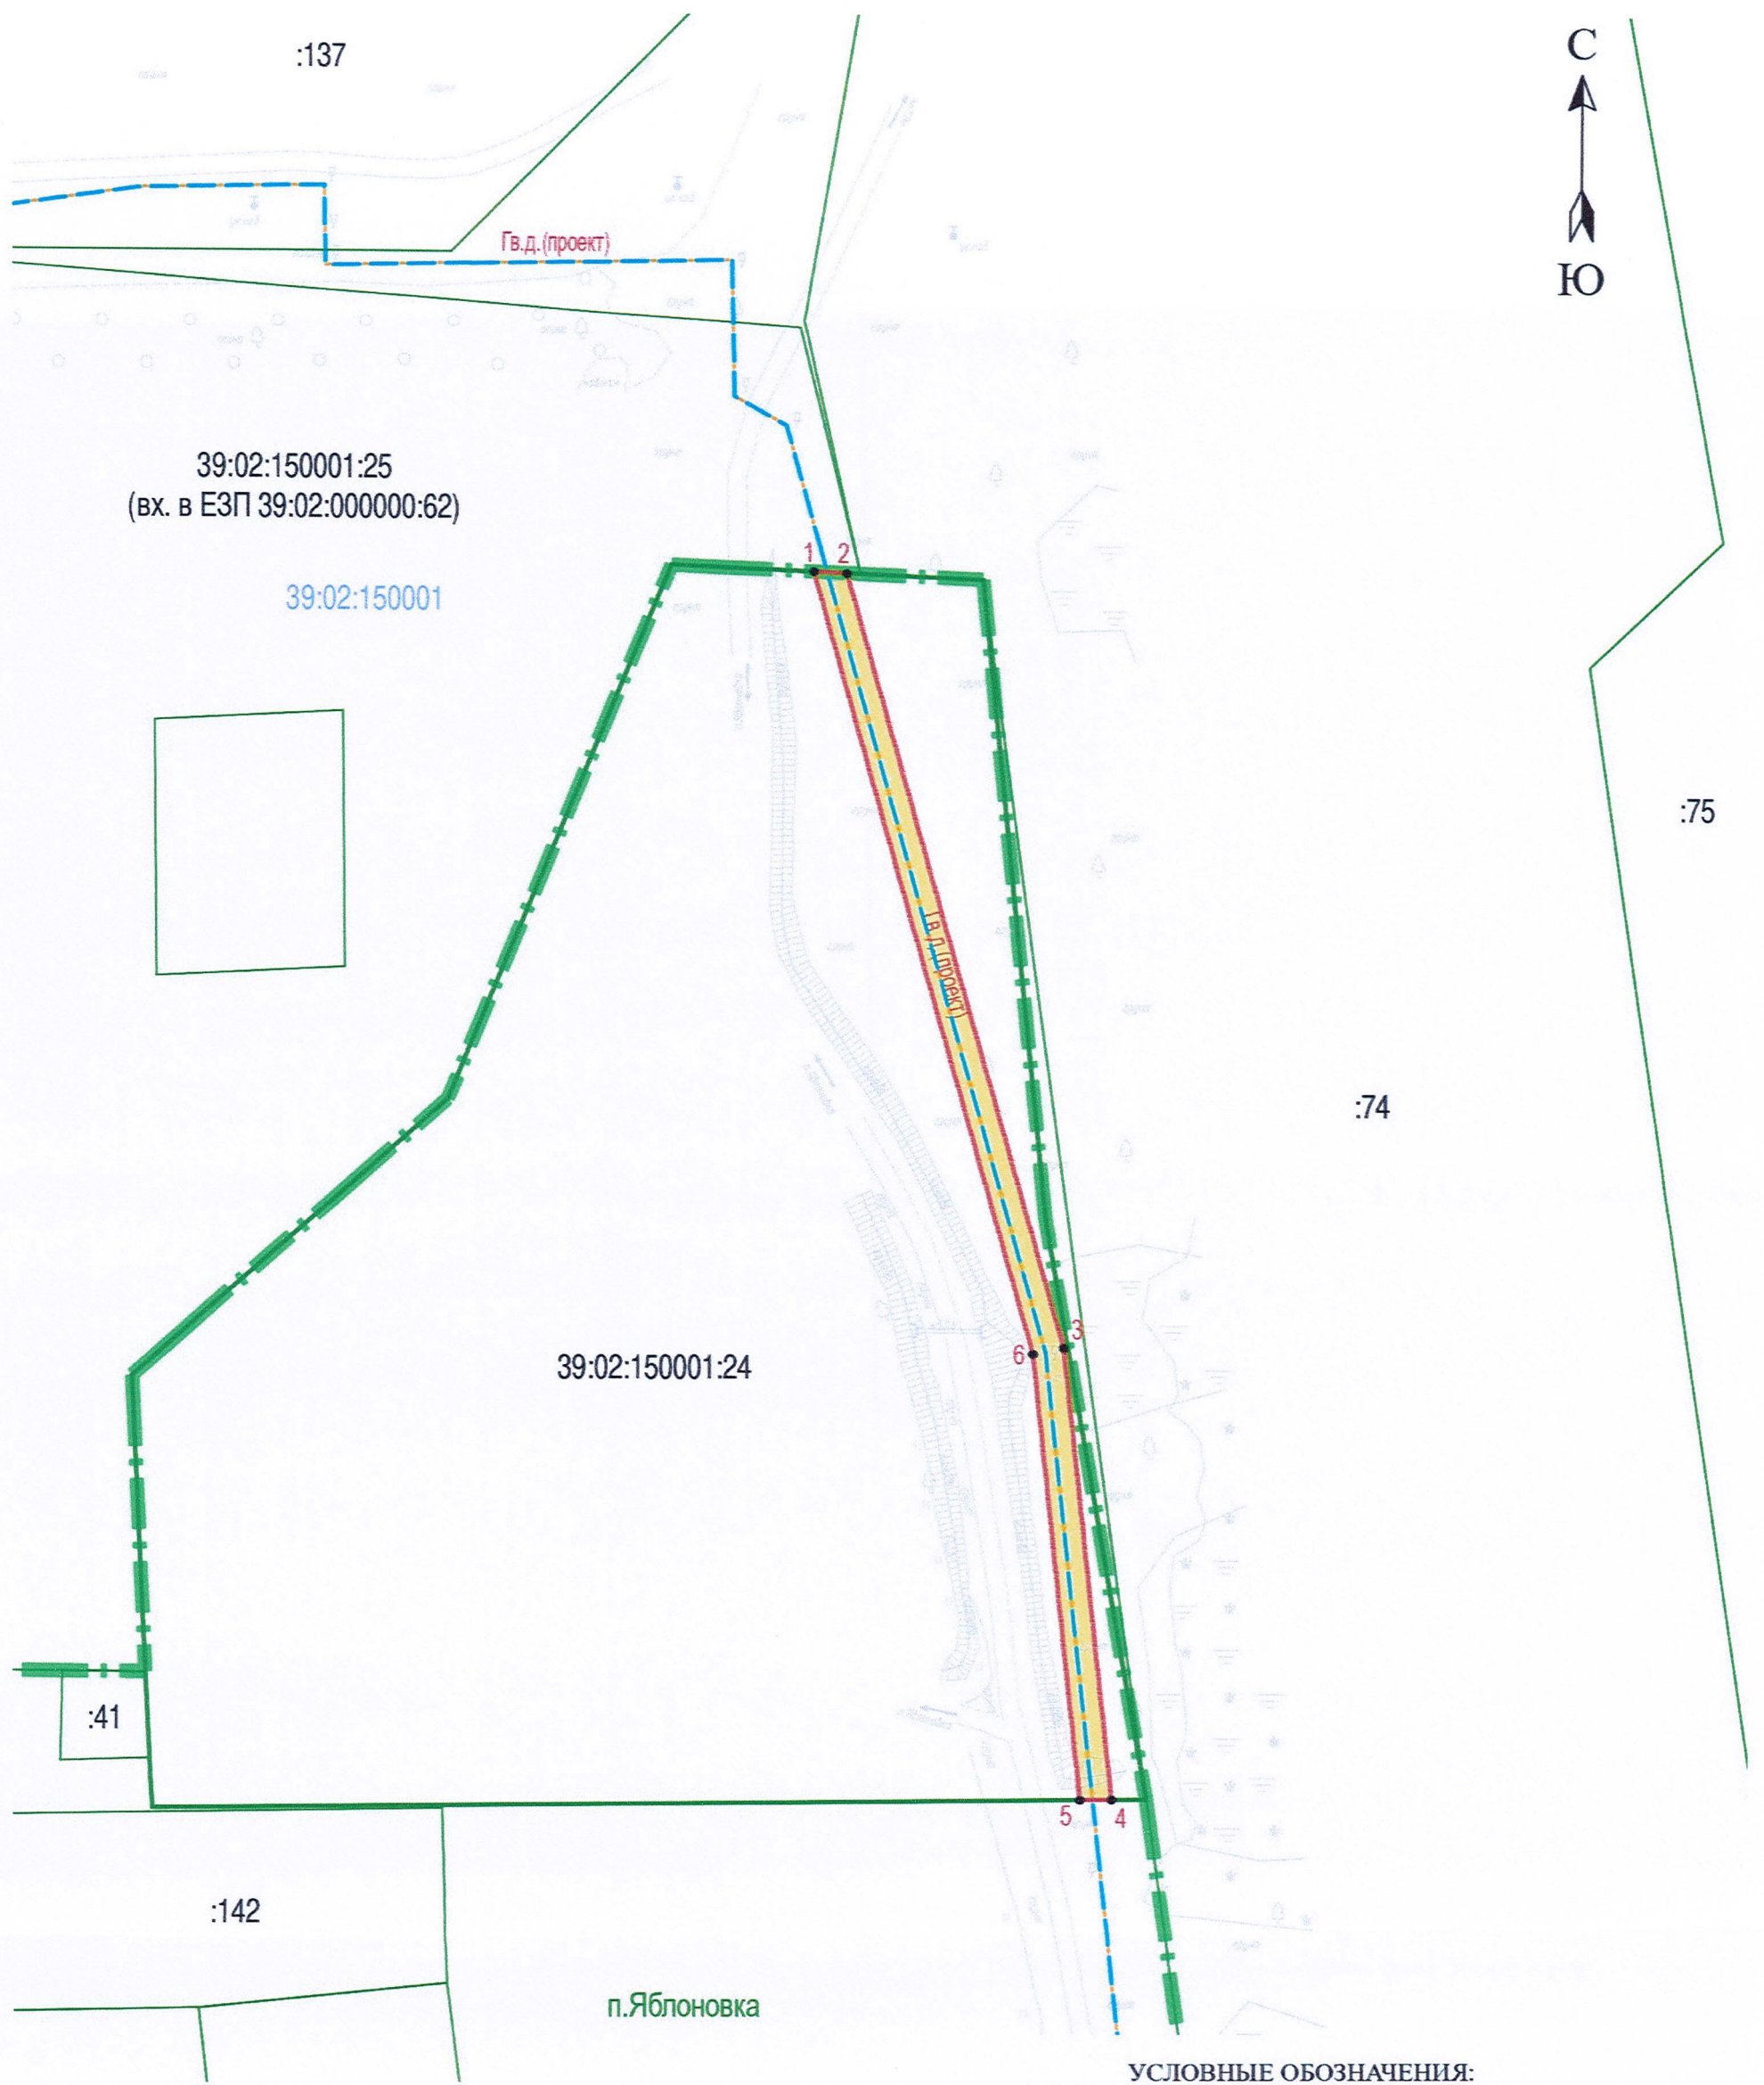 :137
С
Ю
Гв.д.(проект)
39:02:150001:25
(вх. в ЕЗП 39:02:000000:62)
1
2
39:02:150001
:75
Гв.д.(проект)
:74
3
6
39:02:150001:24
:41
5
4
:142
п.Яблоновка
УСЛОВНЫЕ ОБОЗНАЧЕНИЯ: